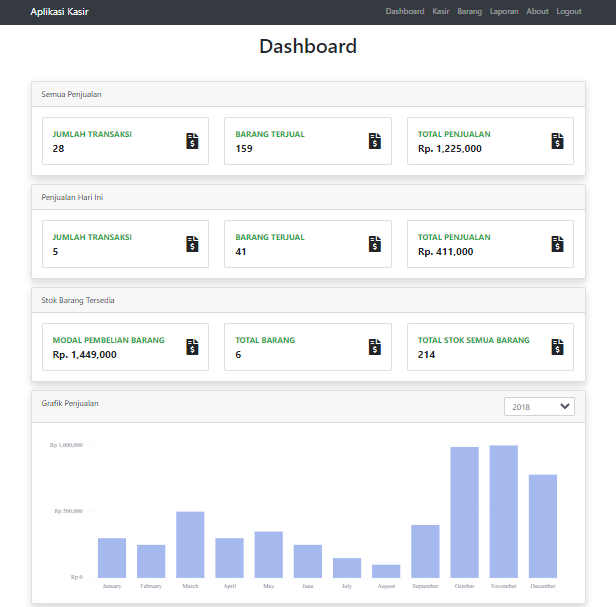 Aplikasi Kasir Dashboard Kasir Barang Laporan About Logout
Dashboard
Semua Penjualan
JUMLAH TRANSAKSI BARANG TERJUAL TOTAL PENJUALAN
28 159 Rp. 1,225,000
Penjualan Hari Ini
JUMLAH TRANSAKSI BARANG TERJUAL TOTAL PENJUALAN
5 41 Rp. 411,000
Stok Barang Tersedia
MODAL PEMBELIAN BARANG TOTAL BARANG TOTAL STOK SEMUA BARANG
Rp. 1,449,000 6 214
Grafik Penjualan 2018
Rp 1,000,000
Rp 500,000
Rp 0
January February March April May June July August September October November December